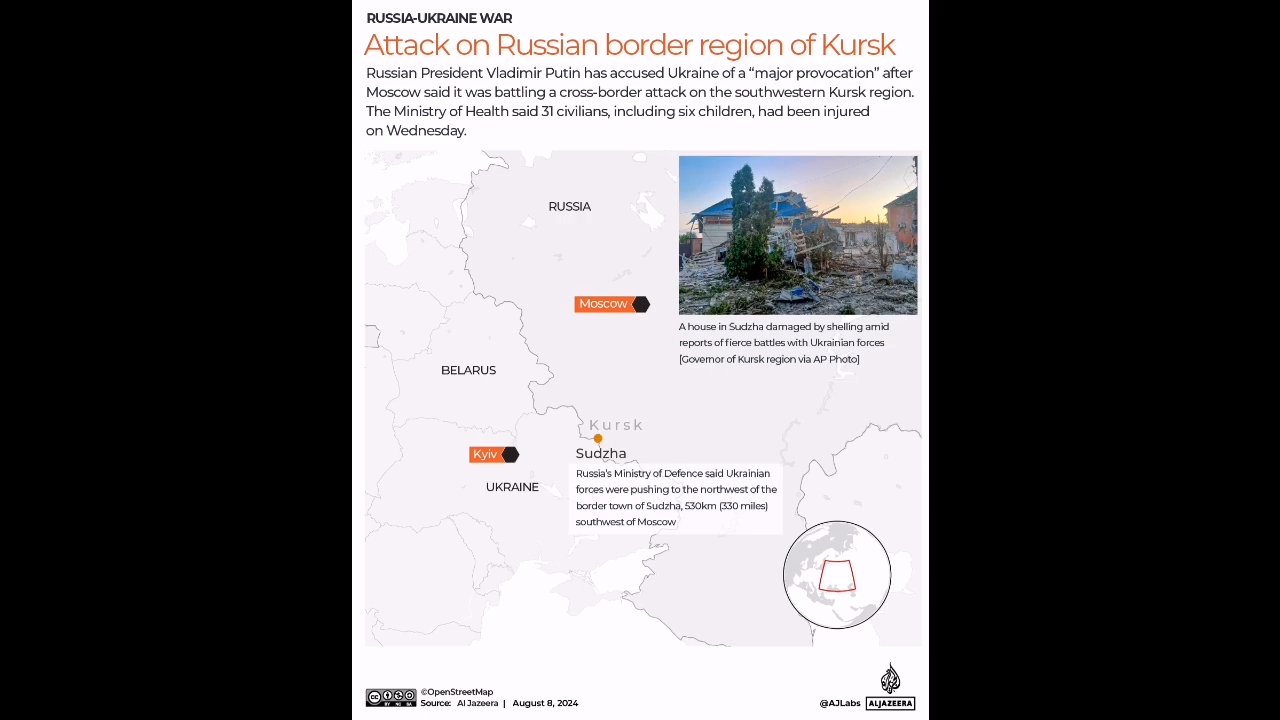 RUSSIA-UKRAINE WAR
Attack on Russian border region of Kursk
Russian President Vladimir Putin has accused Ukraine of a “major provocation” after
Moscow said it was battling a cross-border attack on the southwestern Kursk region.
The Ministry of Health said 31 civilians, including six children, had been injured
on Wednesday.
RUSSIA
Moscow
A house in Sudzha damaged by shelling amid
reports of fierce battles with Ukrainian forces
[Governor of Kursk region via AP Photo]
BELARUS
Kursk
Kyiv
Sudzha
UKRAINE
Russia's Ministry of Defence said Ukrainian
forces were pushing to the northwest of the
border town of Sudzha, 530km (330 miles)
southwest of Moscow
CC BY NC SA
©OpenStreetMap
Source: Al Jazeera | August 8, 2024
@AJLabs
ALJAZEERA